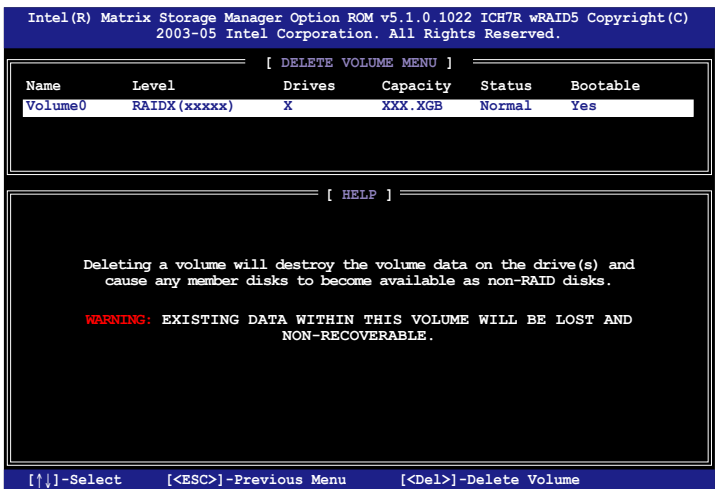 Intel(R) Matrix Storage Manager Option ROM v5.1.0.1022 ICH7R wRAID5 Copyright(C)
2003-05 Intel Corporation. All Rights Reserved.
[ DELETE VOLUME MENU ]
Name Level Drives Capacity Status Bootable
Volume0 RAIDX(xxxxx) X XXX.XGB Normal Yes
[ HELP ]
Deleting a volume will destroy the volume data on the drive(s) and
cause any member disks to become available as non-RAID disks.
WARNING: EXISTING DATA WITHIN THIS VOLUME WILL BE LOST AND
NON-RECOVERABLE.
[↑↓]-Select [<ESC>]-Previous Menu [<Del>]-Delete Volume